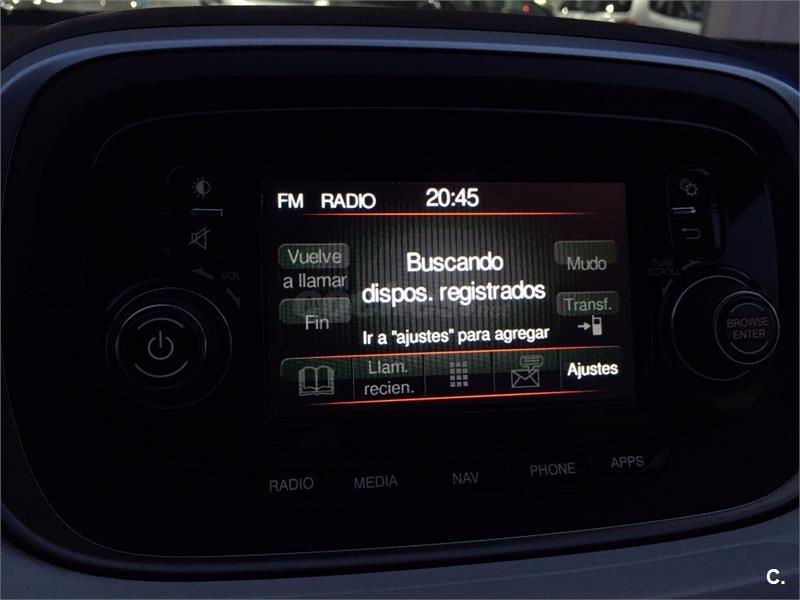 FM RADIO 20:45
Vuelve
a llamar
Buscando
dispos. registrados
Mudo
Fin
Ir a "ajustes" para agregar
Transf.
Llam.
recien.
Ajustes
VOL
TUNE
SCROLL
BROWSE
ENTER
RADIO MEDIA NAV PHONE APPS
C.